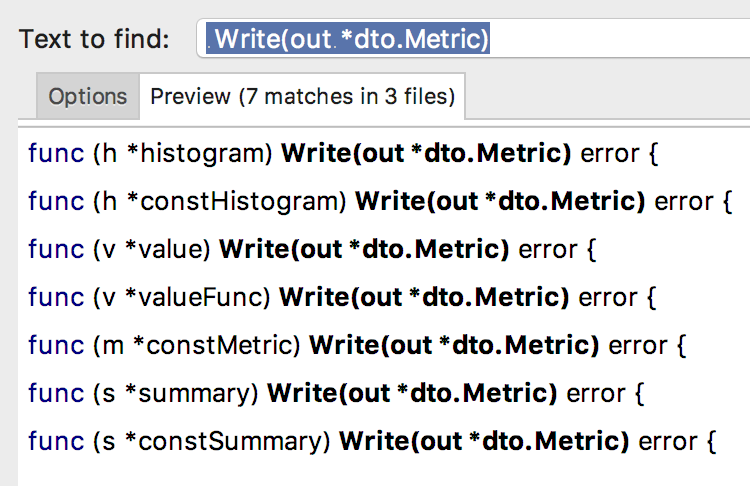 Text to find: Write(out *dto.Metric)
Options Preview (7 matches in 3 files)
func (h *histogram) Write(out *dto.Metric) error {
func (h *constHistogram) Write(out *dto.Metric) error {
func (v *value) Write(out *dto.Metric) error {
func (v *valueFunc) Write(out *dto.Metric) error {
func (m *constMetric) Write(out *dto.Metric) error {
func (s *summary) Write(out *dto.Metric) error {
func (s *constSummary) Write(out *dto.Metric) error {